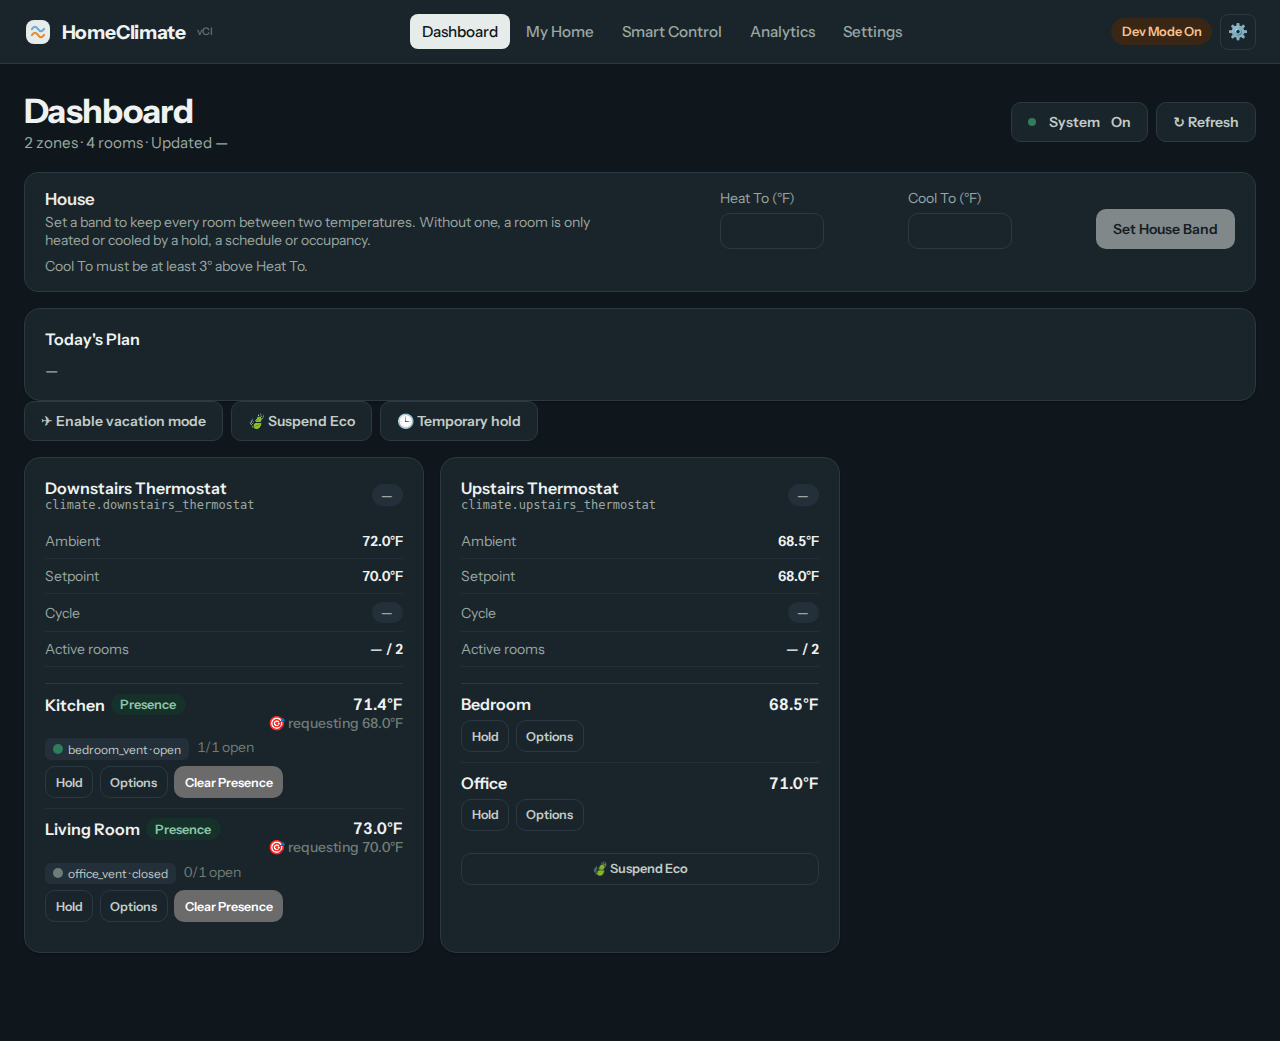 HomeClimate vCI
Dashboard My Home Smart Control Analytics Settings
Dev Mode On
Dashboard
2 zones · 4 rooms · Updated —
System On
↻ Refresh
House
Set a band to keep every room between two temperatures. Without one, a room is only
heated or cooled by a hold, a schedule or occupancy.
Cool To must be at least 3° above Heat To.
Heat To (°F)
Cool To (°F)
Set House Band
Today's Plan
—
✈ Enable vacation mode
Suspend Eco
Temporary hold
Downstairs Thermostat
climate.downstairs_thermostat
—
Ambient 72.0°F
Setpoint 70.0°F
Cycle —
Active rooms — / 2
Kitchen Presence 71.4°F
requesting 68.0°F
bedroom_vent · open 1/1 open
Hold Options Clear Presence
Living Room Presence 73.0°F
requesting 70.0°F
office_vent · closed 0/1 open
Hold Options Clear Presence
Upstairs Thermostat
climate.upstairs_thermostat
—
Ambient 68.5°F
Setpoint 68.0°F
Cycle —
Active rooms — / 2
Bedroom 68.5°F
Hold Options
Office 71.0°F
Hold Options
Suspend Eco